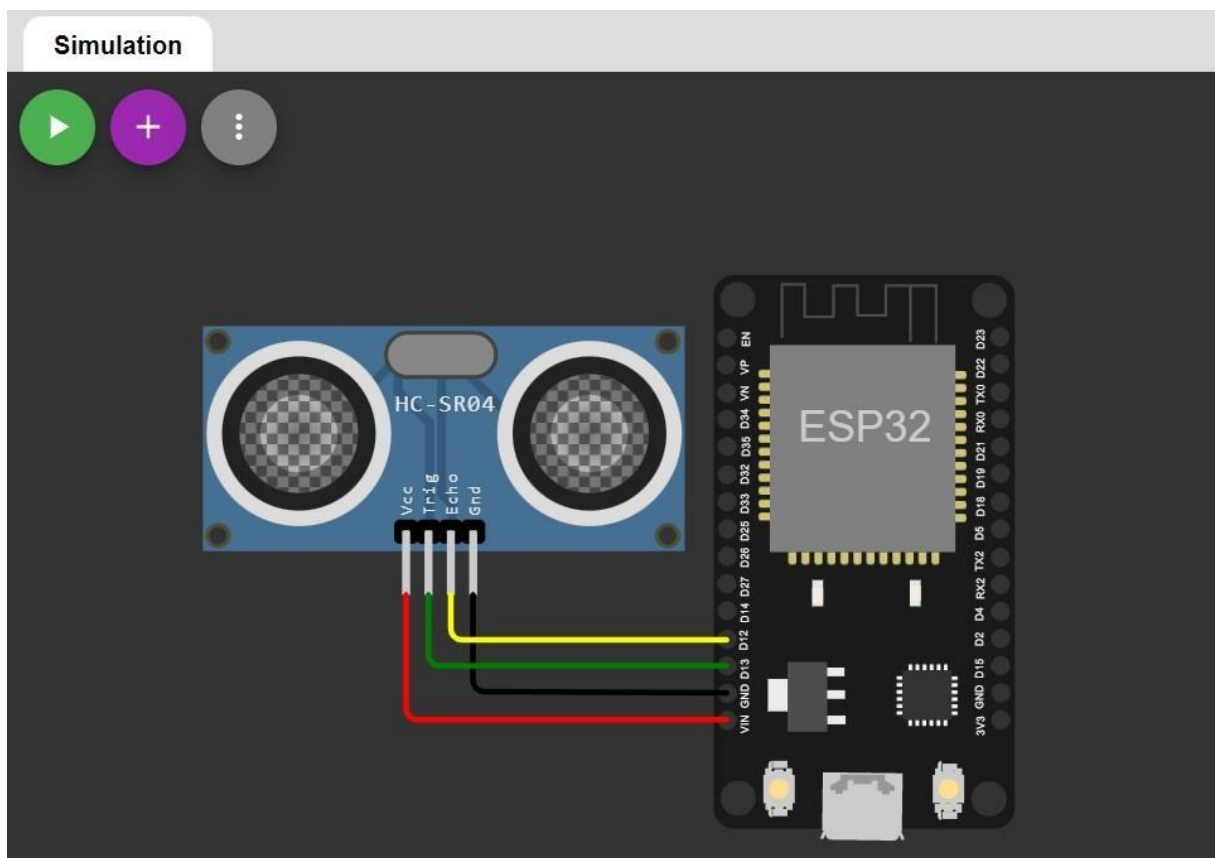 Simulation
HC-SR04
Vcc
Trig
Echo
Gnd
ESP32
EN
VP
VN
D34
D35
D32
D33
D25
D26
D27
D14
D12
D13
GND
VIN
D23
D22
TX0
RX0
D21
D19
D18
D5
TX2
RX2
D4
D2
D15
GND
3V3